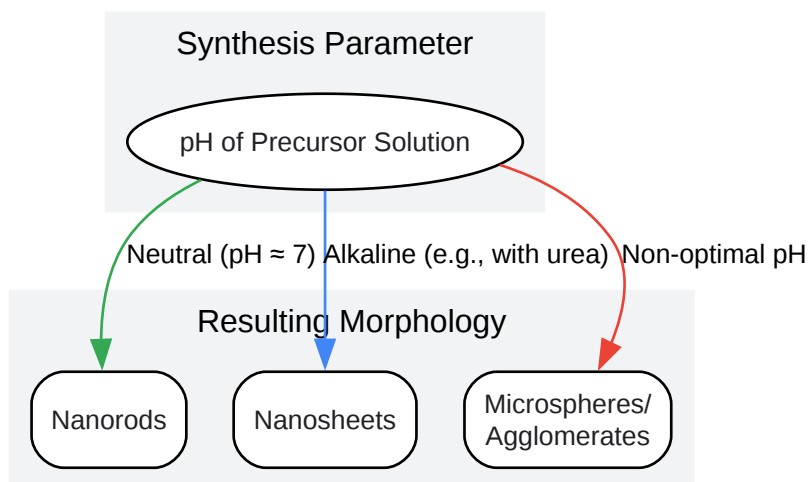 Synthesis Parameter
pH of Precursor Solution
Neutral (pH ≈ 7)
Alkaline (e.g., with urea)
Non-optimal pH
Resulting Morphology
Nanorods
Nanosheets
Microspheres/
Agglomerates